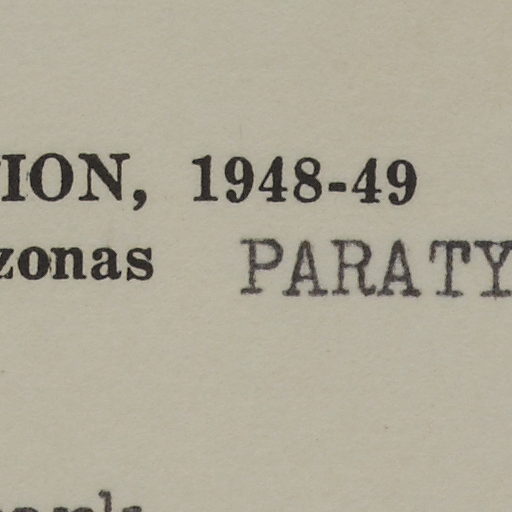 ION, 1948-49
zonas PARATY